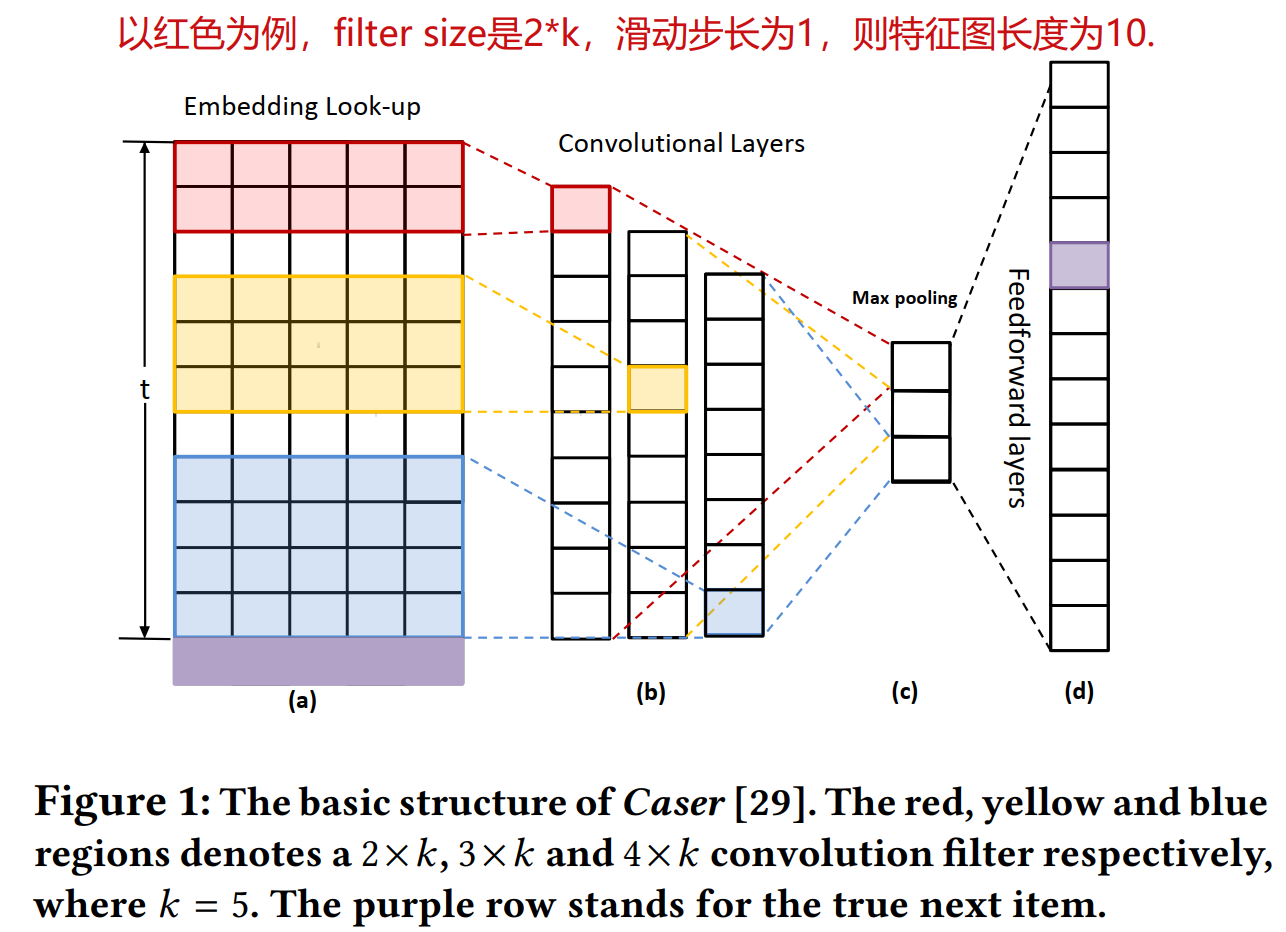 以红色为例，filter size是2*k，滑动步长为1，则特征图长度为10.
Embedding Look-up
Convolutional Layers
Max pooling
t
Feedforward layers
(a)
(b)
(c)
(d)
Figure 1: The basic structure of Caser [29]. The red, yellow and blue
regions denotes a 2×k, 3×k and 4×k convolution filter respectively,
where k = 5. The purple row stands for the true next item.